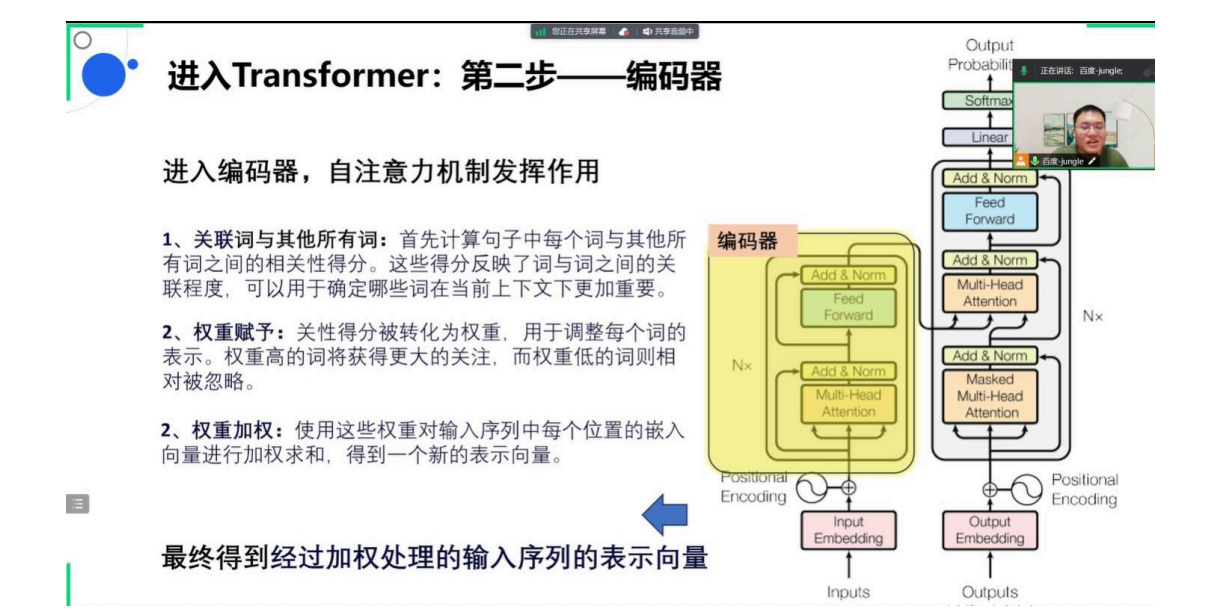 您正在共享屏幕 共享音频中
进入Transformer：第二步——编码器
进入编码器，自注意力机制发挥作用
1、关联词与其他所有词：首先计算句子中每个词与其他所
有词之间的相关性得分。这些得分反映了词与词之间的关
联程度，可以用于确定哪些词在当前上下文下更加重要。
2、权重赋予：关性得分被转化为权重，用于调整每个词的
表示。权重高的词将获得更大的关注，而权重低的词则相
对被忽略。
2、权重加权：使用这些权重对输入序列中每个位置的嵌入
向量进行加权求和，得到一个新的表示向量。
最终得到经过加权处理的输入序列的表示向量
编码器
Add & Norm
Feed
Forward
N×
Add & Norm
Multi-Head
Attention
Positional
Encoding
Input
Embedding
Inputs
Output
Probabilit
Softmax
Linear
Add & Norm
Feed
Forward
Add & Norm
Multi-Head
Attention
N×
Add & Norm
Masked
Multi-Head
Attention
Positional
Encoding
Output
Embedding
Outputs
正在讲话：百度-jungle;
百度-jungle